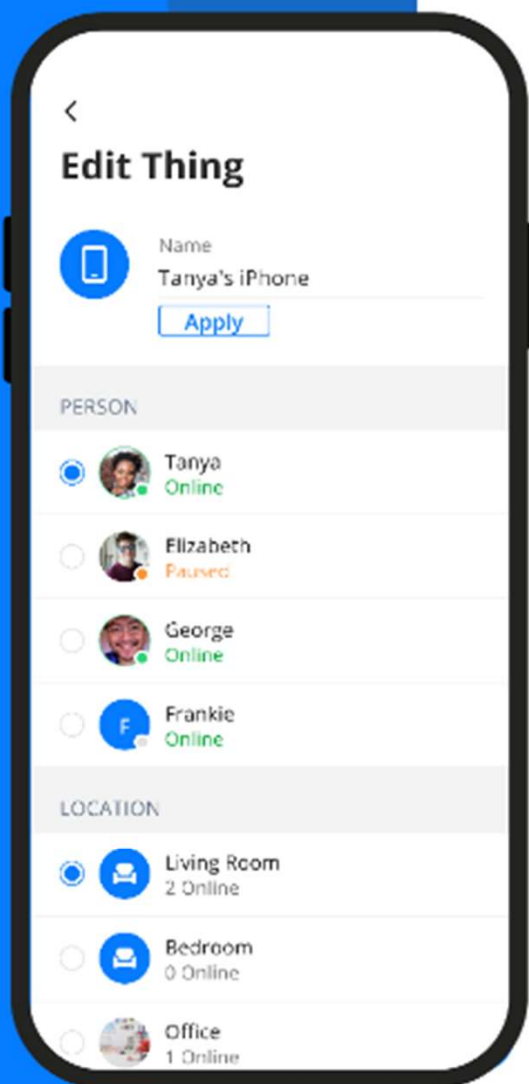 Edit Thing
Name
Tanya's iPhone
Apply
PERSON
Tanya
Online
Elizabeth
Paused
George
Online
F
Frankie
Online
LOCATION
Living Room
2 Online
Bedroom
0 Online
Office
1 Online